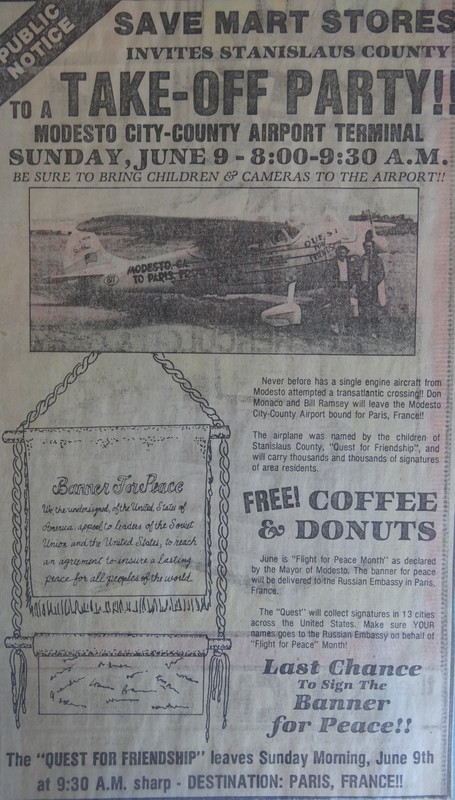 PUBLIC
NOTICE
SAVE MART STORES
INVITES STANISLAUS COUNTY
TO A TAKE-OFF PARTY!!
MODESTO CITY-COUNTY AIRPORT TERMINAL
SUNDAY, JUNE 9 - 8:00-9:30 A.M.
BE SURE TO BRING CHILDREN & CAMERAS TO THE AIRPORT!!
MODESTO, CA.
TO PARIS,
QUEST
Never before has a single engine aircraft from
Modesto attempted a transatlantic crossing!! Don
Monaco and Bill Ramsey will leave the Modesto
City-County Airport bound for Paris, France!!
The airplane was named by the children of
Stanislaus County, "Quest for Friendship", and
will carry thousands and thousands of signatures
of area residents.
FREE! COFFEE
& DONUTS
June is "Flight for Peace Month" as declared
by the Mayor of Modesto. The banner for peace
will be delivered to the Russian Embassy in Paris,
France.
The "Quest" will collect signatures in 13 cities
across the United States. Make sure YOUR
names goes to the Russian Embassy on behalf of
"Flight for Peace" Month!
Last Chance
To Sign The
Banner
for Peace!!
Banner For Peace
We the undersigned, of the United State of
America appeal to leaders of the Soviet
Union and the United States, to reach
an agreement to ensure a lasting
peace for all peoples of the world.
The "QUEST FOR FRIENDSHIP" leaves Sunday Morning, June 9th
at 9:30 A.M. sharp - DESTINATION: PARIS, FRANCE!!